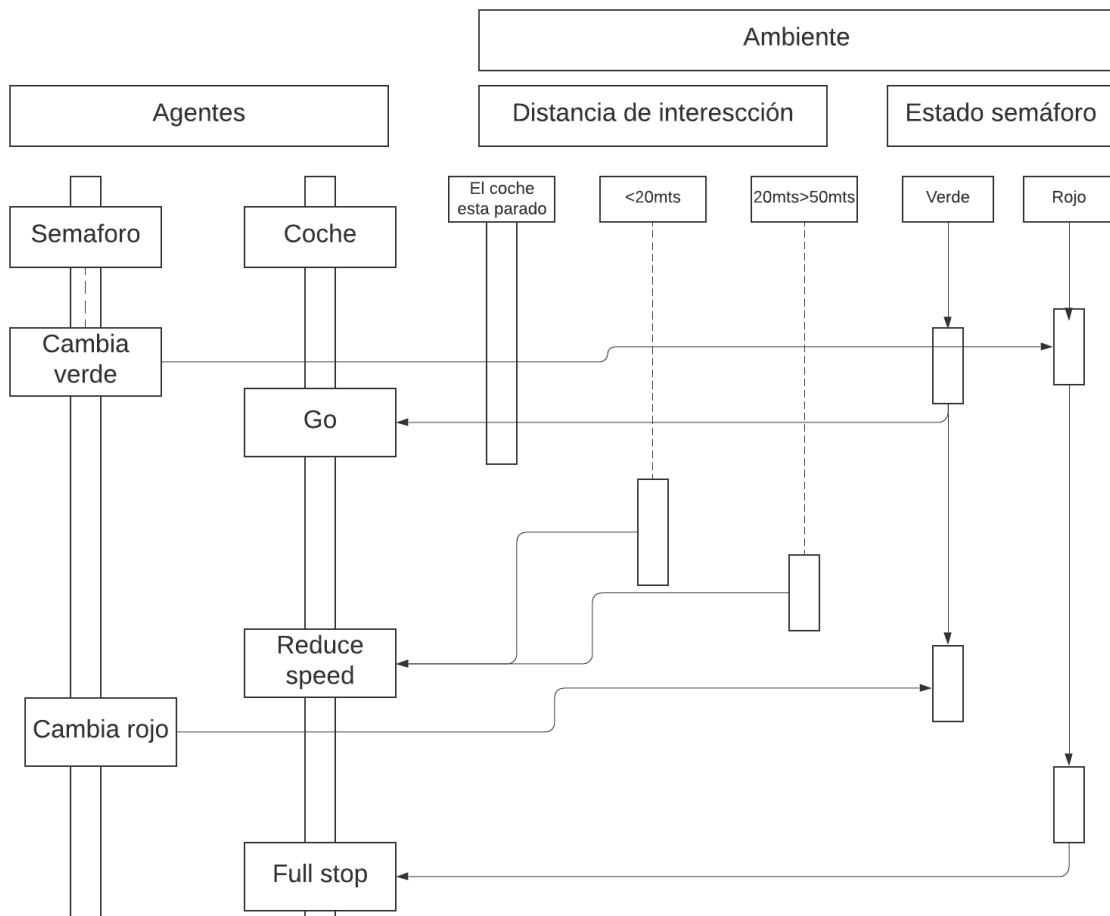 Ambiente
Agentes
Distancia de interescción
Estado semáforo
El coche
esta parado
<20mts
20mts>50mts
Verde
Rojo
Semaforo
Coche
Cambia
verde
Go
Reduce
speed
Cambia rojo
Full stop